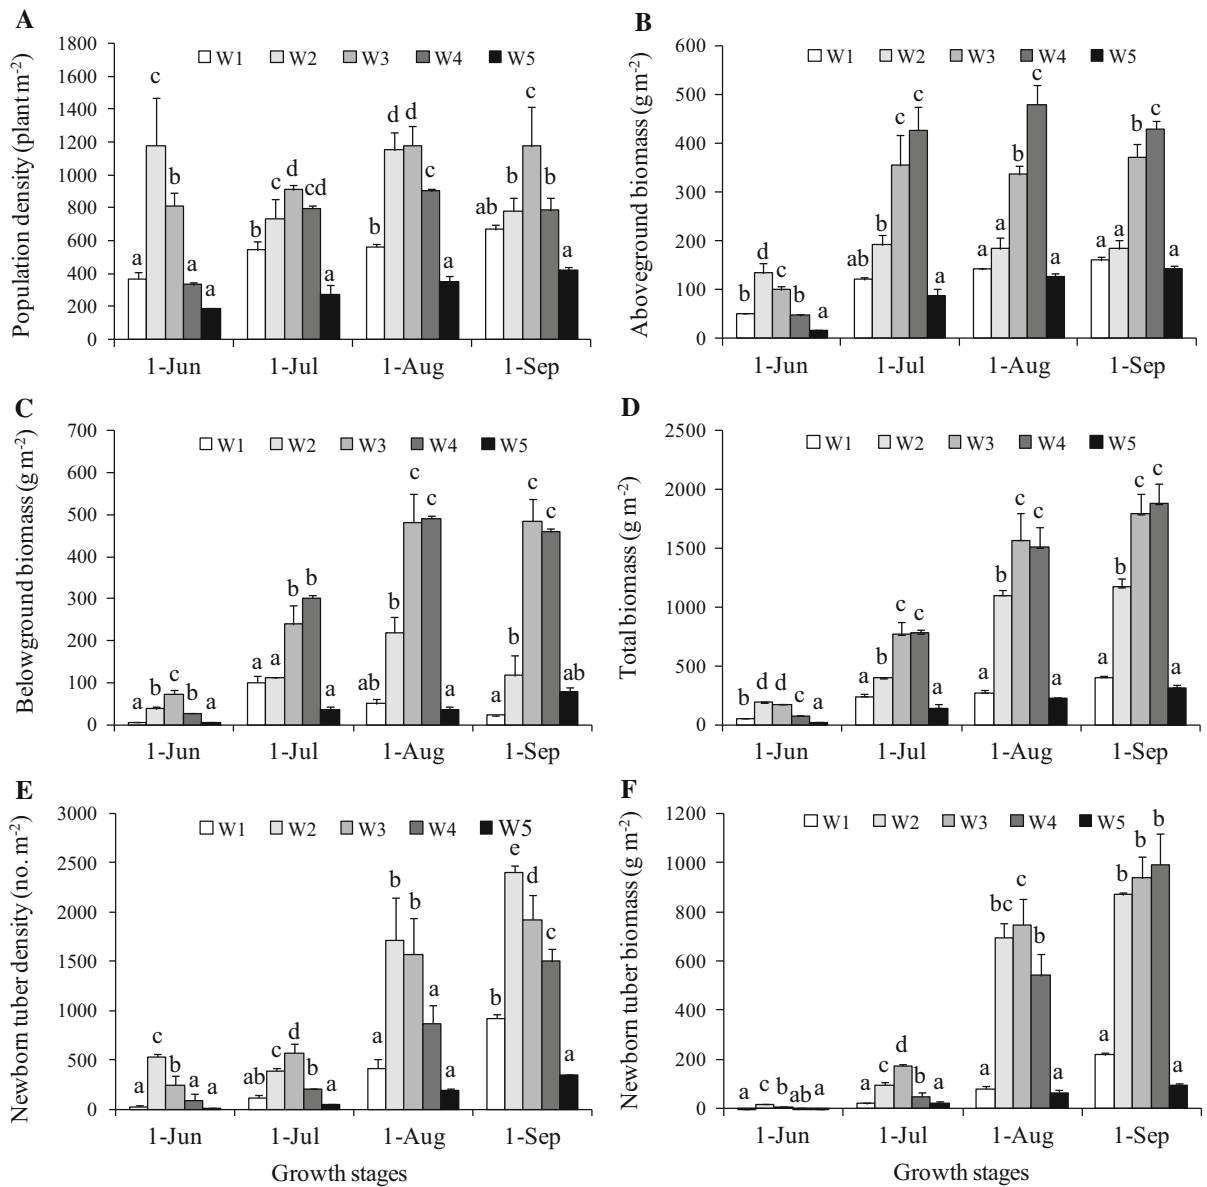 A
Population density (plant m-2)
1800
1600
1400
1200
1000
800
600
400
200
0
W1 W2 W3 W4 W5
a c b a a
b c d cd a
b d d c a
ab b c b a
1-Jun 1-Jul 1-Aug 1-Sep
B
Aboveground biomass (g m-2)
600
500
400
300
200
100
0
W1 W2 W3 W4 W5
b d c b a
ab b c c a
a a b c a
a a b c a
1-Jun 1-Jul 1-Aug 1-Sep
C
Belowground biomass (g m-2)
700
600
500
400
300
200
100
0
W1 W2 W3 W4 W5
a b c b a
a a b b a
ab b c c a
a b c c ab
1-Jun 1-Jul 1-Aug 1-Sep
D
Total biomass (g m-2)
2500
2000
1500
1000
500
0
W1 W2 W3 W4 W5
b d d c a
a b c c a
a b c c a
a b c c a
1-Jun 1-Jul 1-Aug 1-Sep
E
Newborn tuber density (no. m-2)
3000
2500
2000
1500
1000
500
0
W1 W2 W3 W4 W5
a c b a a
ab c d b a
a b b a a
b e d c a
1-Jun 1-Jul 1-Aug 1-Sep
Growth stages
F
Newborn tuber biomass (g m-2)
1200
1000
800
600
400
200
0
W1 W2 W3 W4 W5
a c b ab a
a c d b a
a bc c b a
a b b b a
1-Jun 1-Jul 1-Aug 1-Sep
Growth stages